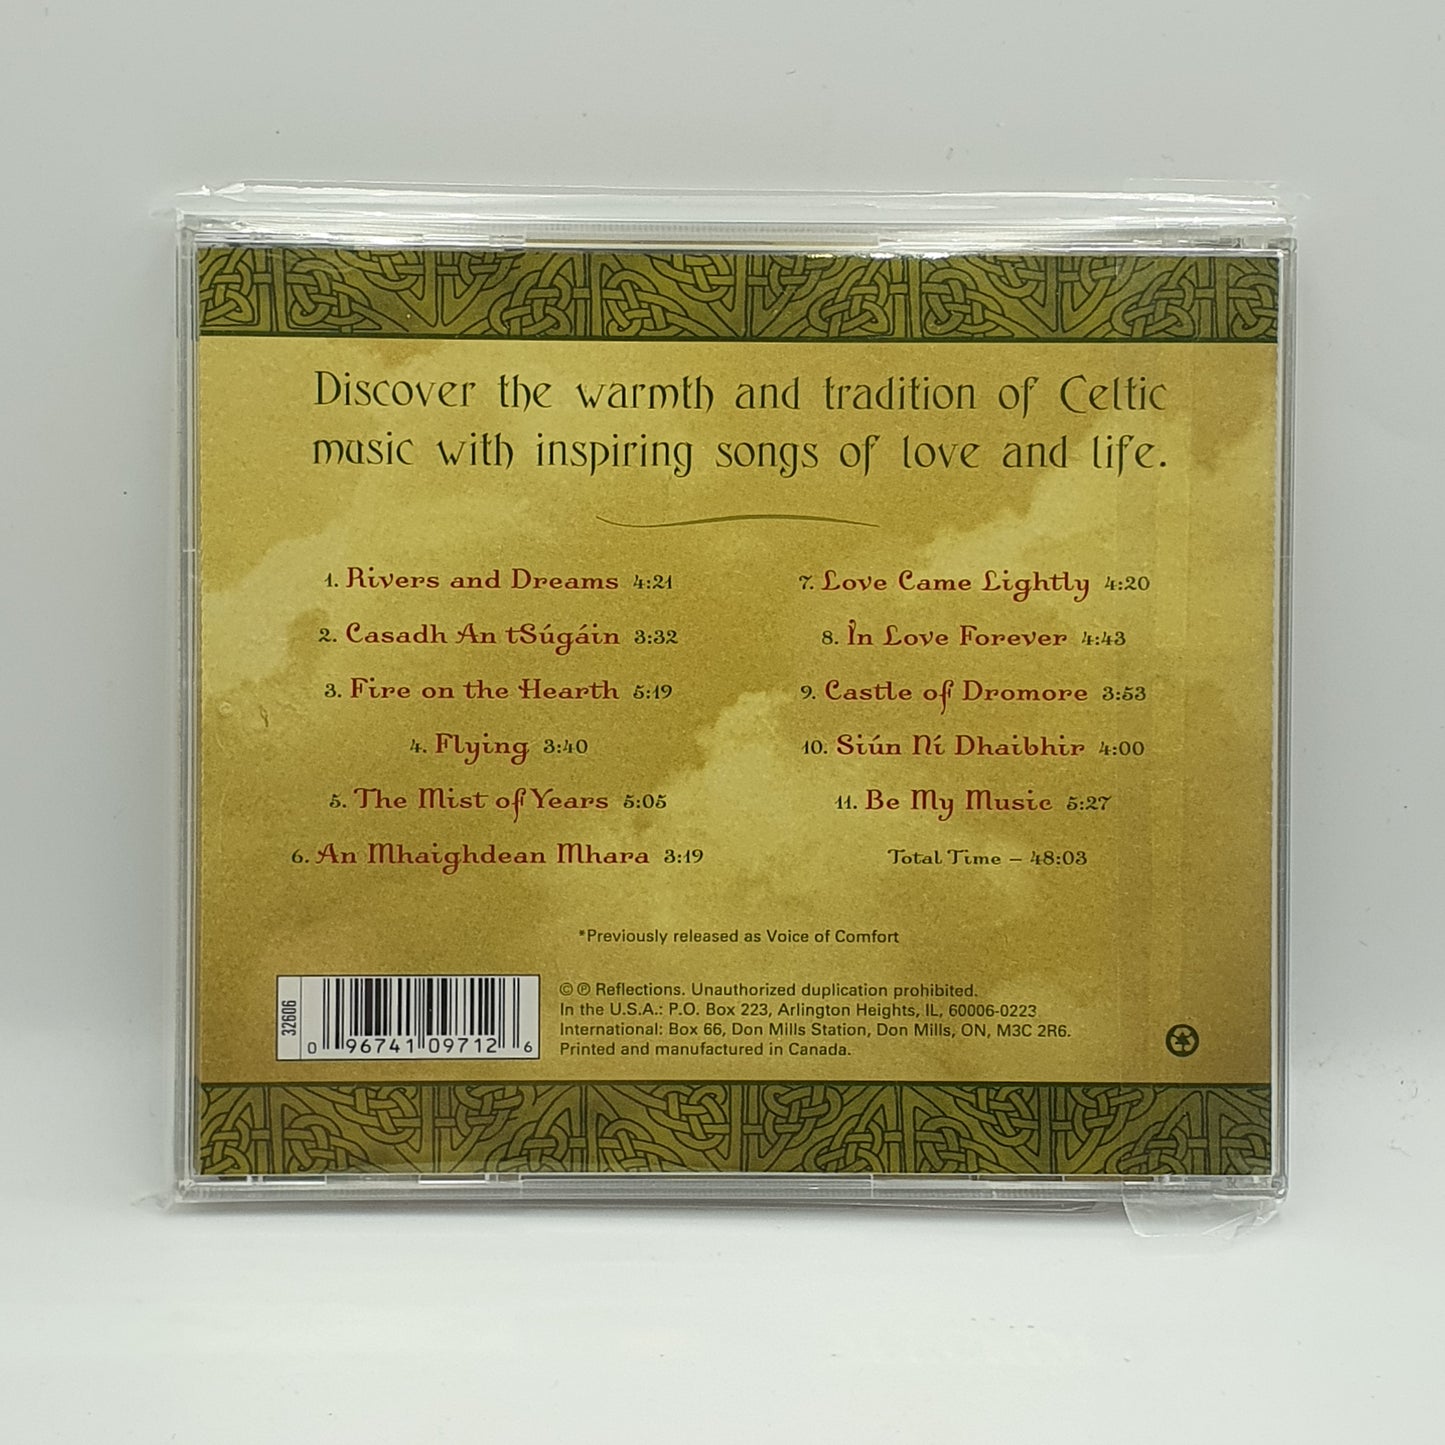 Discover the warmth and tradition of Celtic
music with inspiring songs of love and life.
1. Rivers and Dreams 4:21
2. Casadh An tSúgáin 3:32
3. Fire on the Hearth 5:19
4. Flying 3:40
5. The Mist of Years 5:05
6. An Mhaighdean Mhara 3:19
7. Love Came Lightly 4:20
8. In Love Forever 4:43
9. Castle of Dromore 3:53
10. Siún Ní Dhaibhir 4:00
11. Be My Music 5:27
Total Time – 48:03
*Previously released as Voice of Comfort
32606
0 96741 09712 6
© ℗ Reflections. Unauthorized duplication prohibited.
In the U.S.A.: P.O. Box 223, Arlington Heights, IL, 60006-0223
International: Box 66, Don Mills Station, Don Mills, ON, M3C 2R6.
Printed and manufactured in Canada.